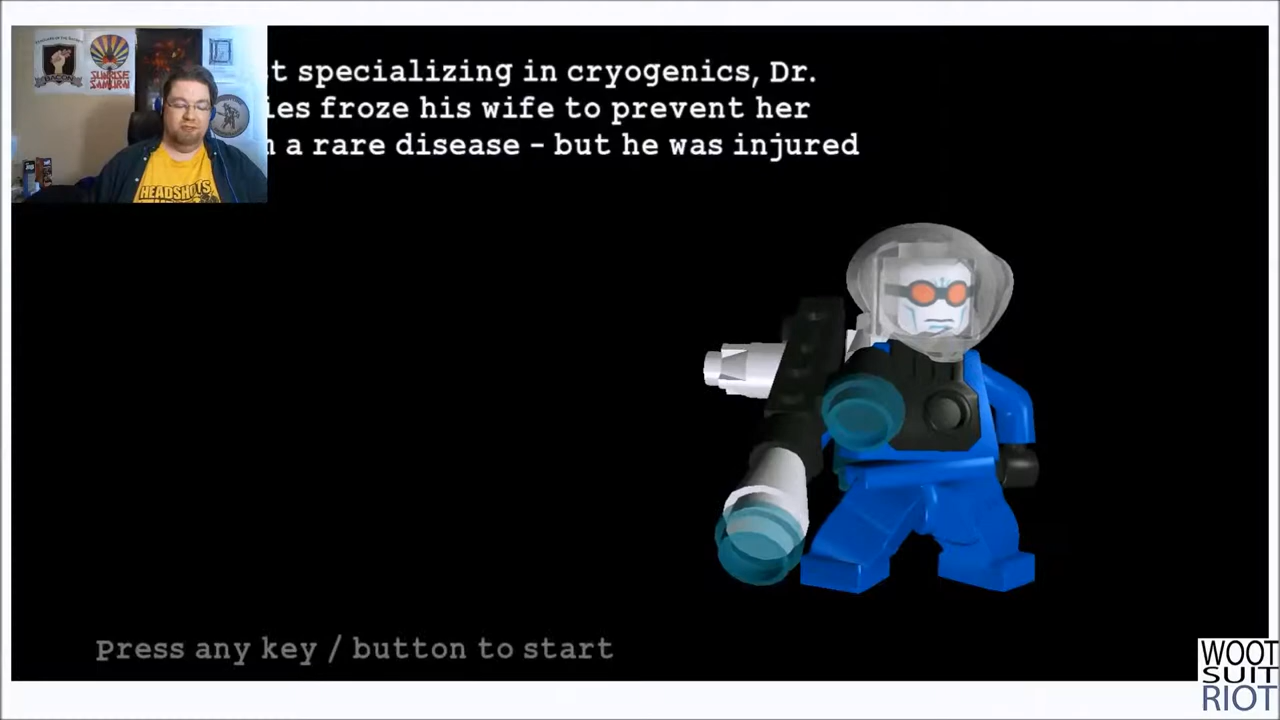 t specializing in cryogenics, Dr.
ies froze his wife to prevent her
a rare disease - but he was injured
SUNRISE
SAMURAI
HEADSHOTS
Press any key / button to start
WOOT
SUIT
RIOT